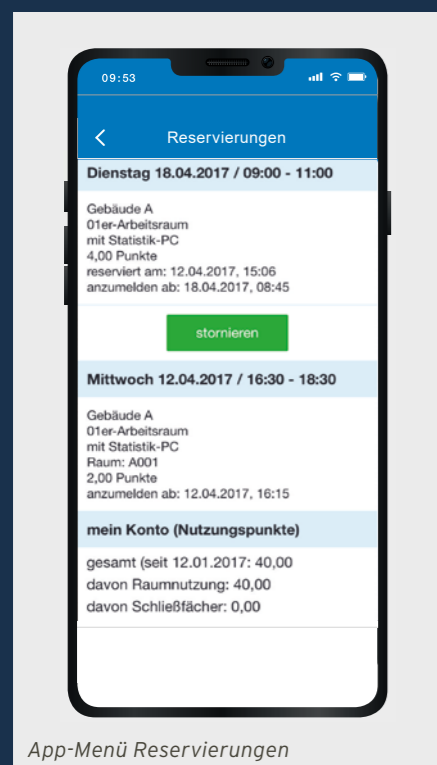 09:53
Reservierungen
Dienstag 18.04.2017 / 09:00 - 11:00
Gebäude A
01er-Arbeitsraum
mit Statistik-PC
4,00 Punkte
reserviert am: 12.04.2017, 15:06
anzumelden ab: 18.04.2017, 08:45
stornieren
Mittwoch 12.04.2017 / 16:30 - 18:30
Gebäude A
01er-Arbeitsraum
mit Statistik-PC
Raum: A001
2,00 Punkte
anzumelden ab: 12.04.2017, 16:15
mein Konto (Nutzungspunkte)
gesamt (seit 12.01.2017: 40,00
davon Raumnutzung: 40,00
davon Schließfächer: 0,00
App-Menü Reservierungen